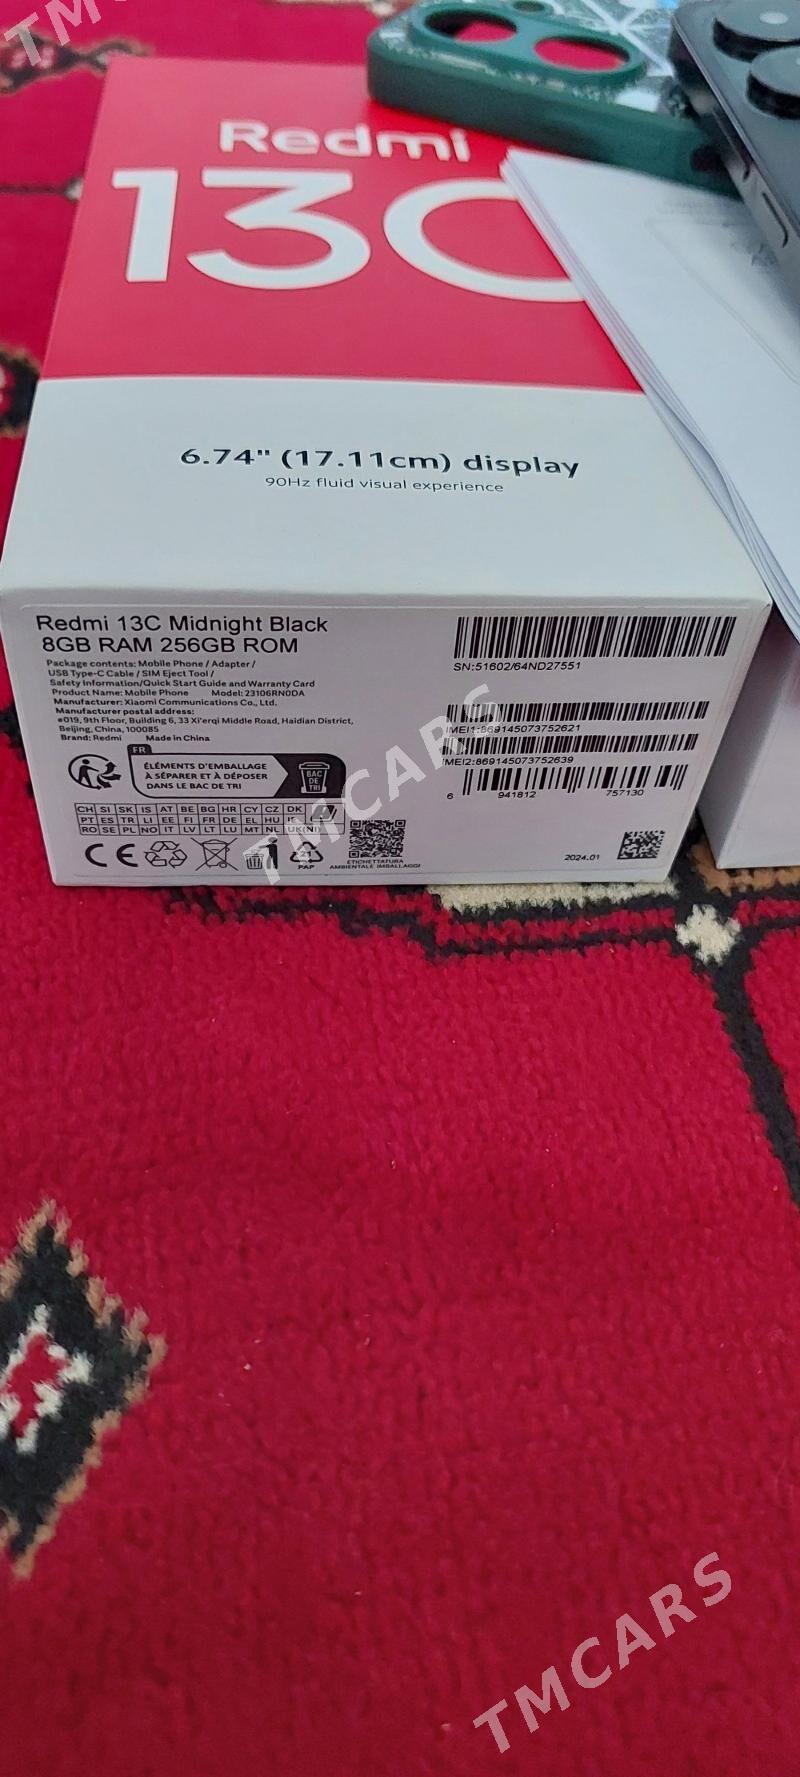 Redmi
13C
6.74" (17.11cm) display
90Hz fluid visual experience
Redmi 13C Midnight Black
8GB RAM 256GB ROM
Package contents: Mobile Phone / Adapter /
USB Type-C Cable / SIM Eject Tool /
Safety Information/Quick Start Guide and Warranty Card
Product Name: Mobile Phone Model: 23106RN0DA
Manufacturer: Xiaomi Communications Co., Ltd.
Manufacturer postal address:
#019, 9th Floor, Building 6, 33 Xi'erqi Middle Road, Haidian District,
Beijing, China, 100085
Brand: Redmi Made in China
SN:51602/64ND27551
IMEI1:869145073752621
IMEI2:869145073752639
6 941812 757130
FR
ÉLÉMENTS D'EMBALLAGE
À SÉPARER ET À DÉPOSER
DANS LE BAC DE TRI
BAC
DE
TRI
CH SI SK IS AT BE BG HR CY CZ DK
PT ES TR LI EE FI FR DE EL HU IE
RO SE PL NO IT LV LT LU MT NL UK(NI)
CE
21
PAP
ETICHETTATURA
AMBIENTALE IMBALLAGGI
2024.01
TMCARS
TMCARS